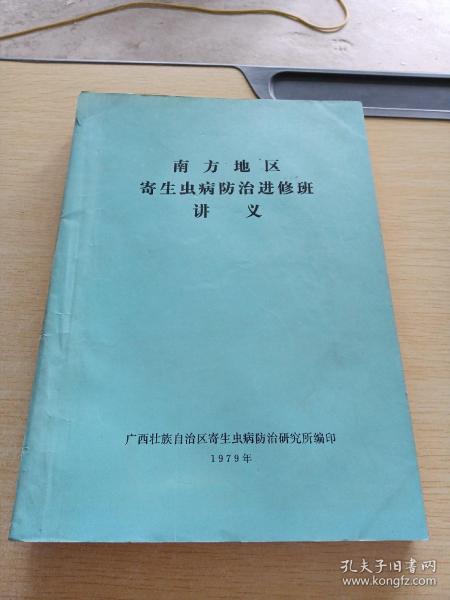 南方地区
寄生虫病防治进修班
讲义
广西壮族自治区寄生虫病防治研究所编印
1979年
孔夫子旧书网
www.kongfz.com